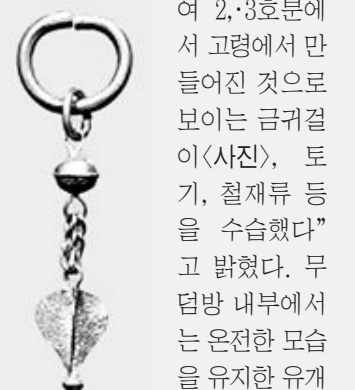 여 2,·3호분에
서 고령에서 만
들어진 것으로
보이는 금귀걸
이〈사진〉, 토
기, 철재류 등
을 수습했다”
고 밝혔다. 무
덤방 내부에서
는 온전한 모습
을 유지한 유개